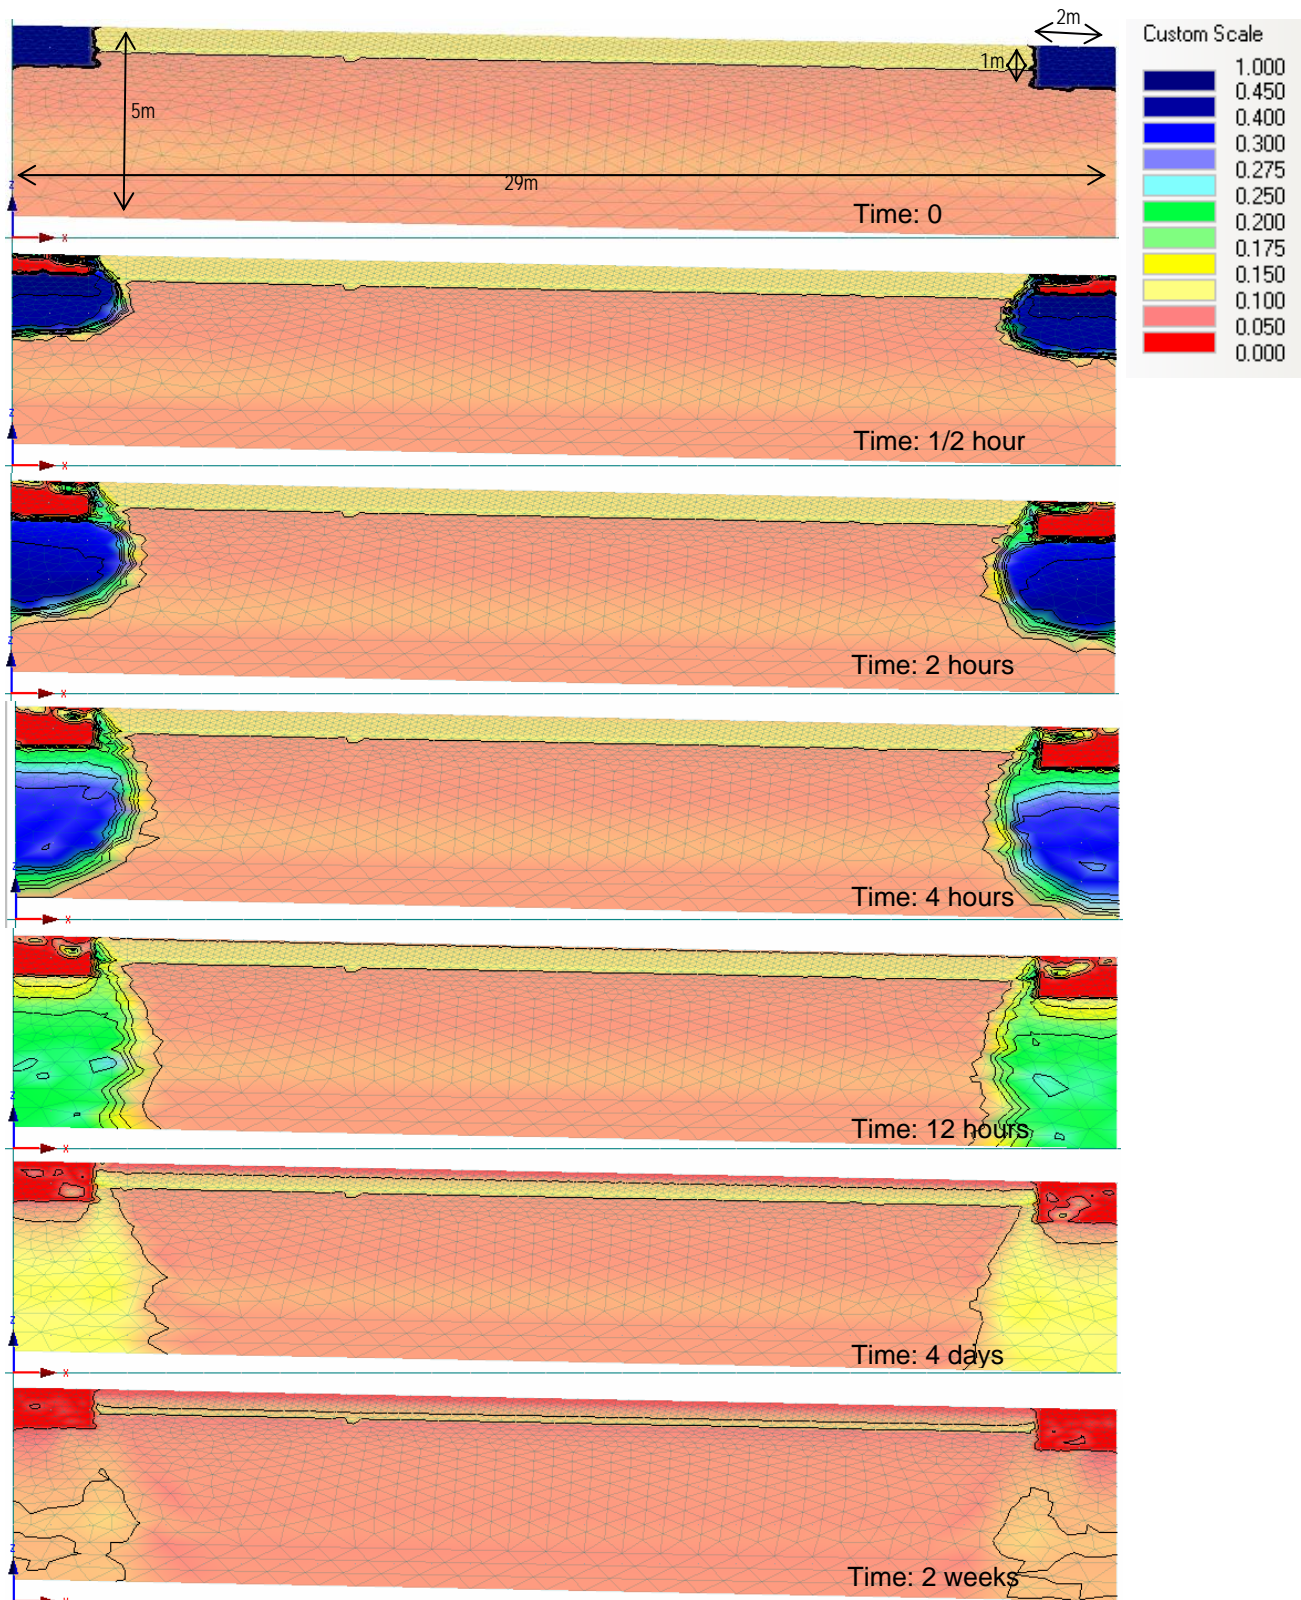 2m
Custom Scale
1m
1.000
0.450
0.400
0.300
0.275
0.250
0.200
0.175
0.150
0.100
0.050
0.000
5m
29m
z
x
Time: 0
z
x
Time: 1/2 hour
z
x
Time: 2 hours
z
x
Time: 4 hours
z
x
Time: 12 hours
z
x
Time: 4 days
z
Time: 2 weeks